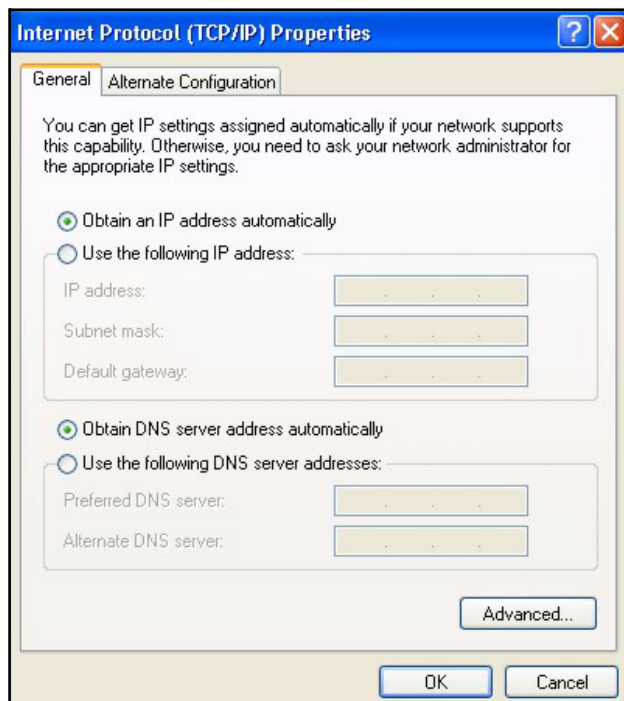 Internet Protocol (TCP/IP) Properties
General
Alternate Configuration
You can get IP settings assigned automatically if your network supports
this capability. Otherwise, you need to ask your network administrator for
the appropriate IP settings.
Obtain an IP address automatically
Use the following IP address:
IP address:
Subnet mask:
Default gateway:
Obtain DNS server address automatically
Use the following DNS server addresses:
Preferred DNS server:
Alternate DNS server:
Advanced...
OK
Cancel